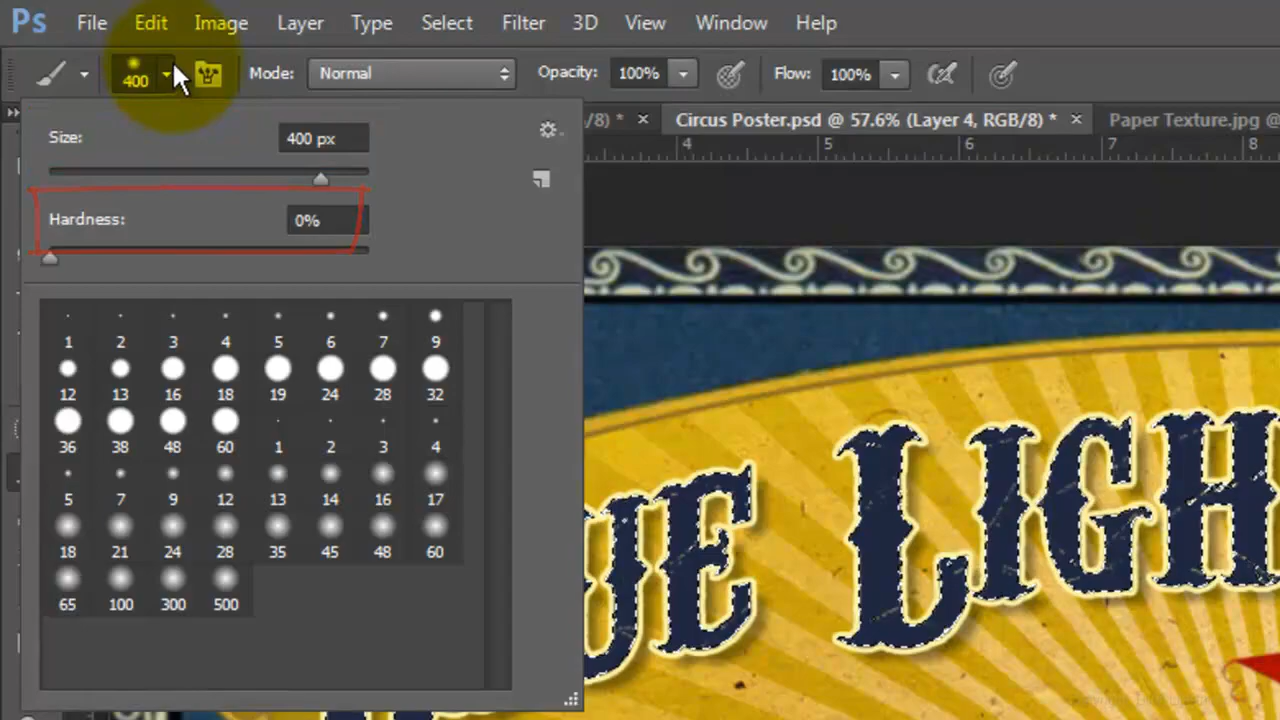 Ps File Edit Image Layer Type Select Filter 3D View Window Help
400 Mode: Normal Opacity: 100% Flow: 100%
/8) * × Circus Poster.psd @ 57.6% (Layer 4, RGB/8) * × Paper Texture.jpg @
4 5 6 7 8
Size: 400 px
Hardness: 0%
1 2 3 4 5 6 7 9
12 13 16 18 19 24 28 32
36 38 48 60 1 2 3 4
5 7 9 12 13 14 16 17
18 21 24 28 35 45 48 60
65 100 300 500
UE LIGH